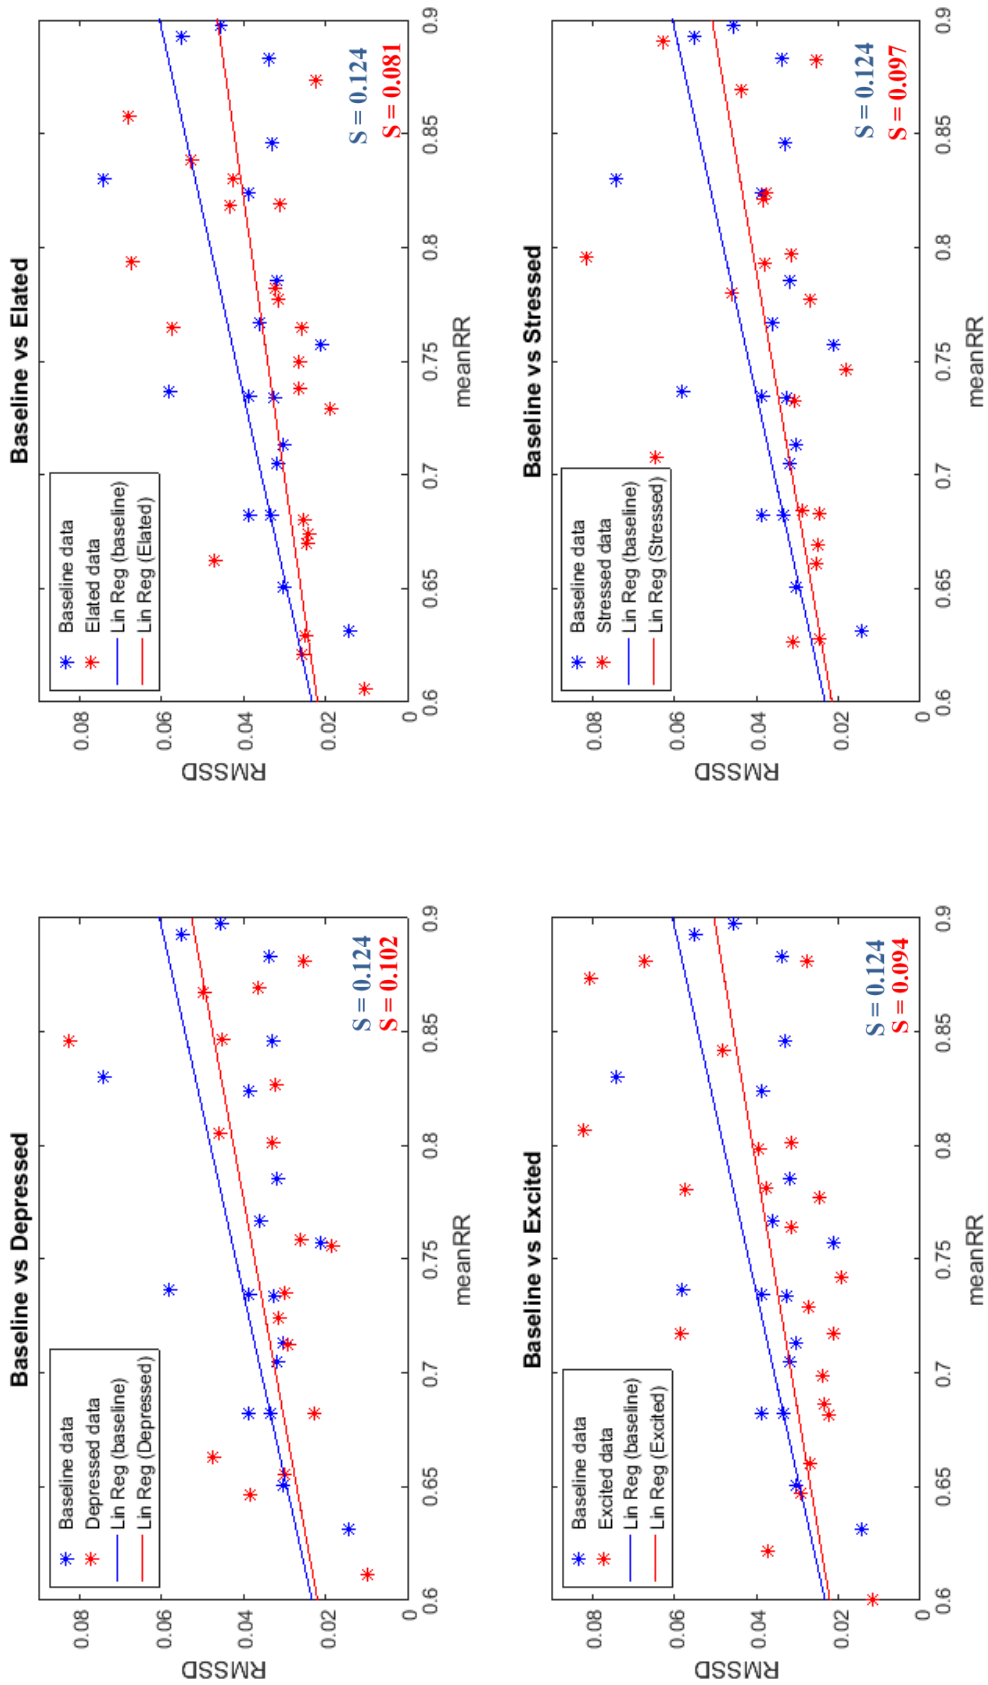 Baseline vs Depressed
Baseline data
Depressed data
Lin Reg (baseline)
Lin Reg (Depressed)
S = 0.124
S = 0.102
RMSSD
0.08
0.06
0.04
0.02
0
0.6
0.65
0.7
0.75
0.8
0.85
0.9
meanRR
Baseline vs Elated
Baseline data
Elated data
Lin Reg (baseline)
Lin Reg (Elated)
S = 0.124
S = 0.081
RMSSD
0.08
0.06
0.04
0.02
0
0.6
0.65
0.7
0.75
0.8
0.85
0.9
meanRR
Baseline vs Excited
Baseline data
Excited data
Lin Reg (baseline)
Lin Reg (Excited)
S = 0.124
S = 0.094
RMSSD
0.08
0.06
0.04
0.02
0
0.6
0.65
0.7
0.75
0.8
0.85
0.9
meanRR
Baseline vs Stressed
Baseline data
Stressed data
Lin Reg (baseline)
Lin Reg (Stressed)
S = 0.124
S = 0.097
RMSSD
0.08
0.06
0.04
0.02
0
0.6
0.65
0.7
0.75
0.8
0.85
0.9
meanRR